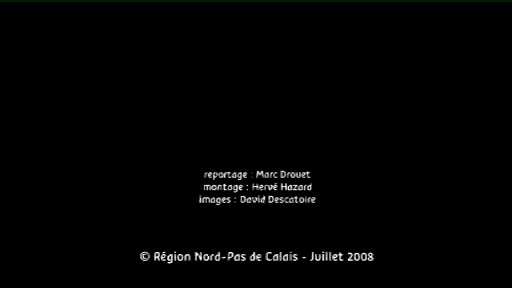 reportage : Marc Drouet
montage : Hervé Hazard
images : David Descatoire
© Région Nord-Pas de Calais - Juillet 2008